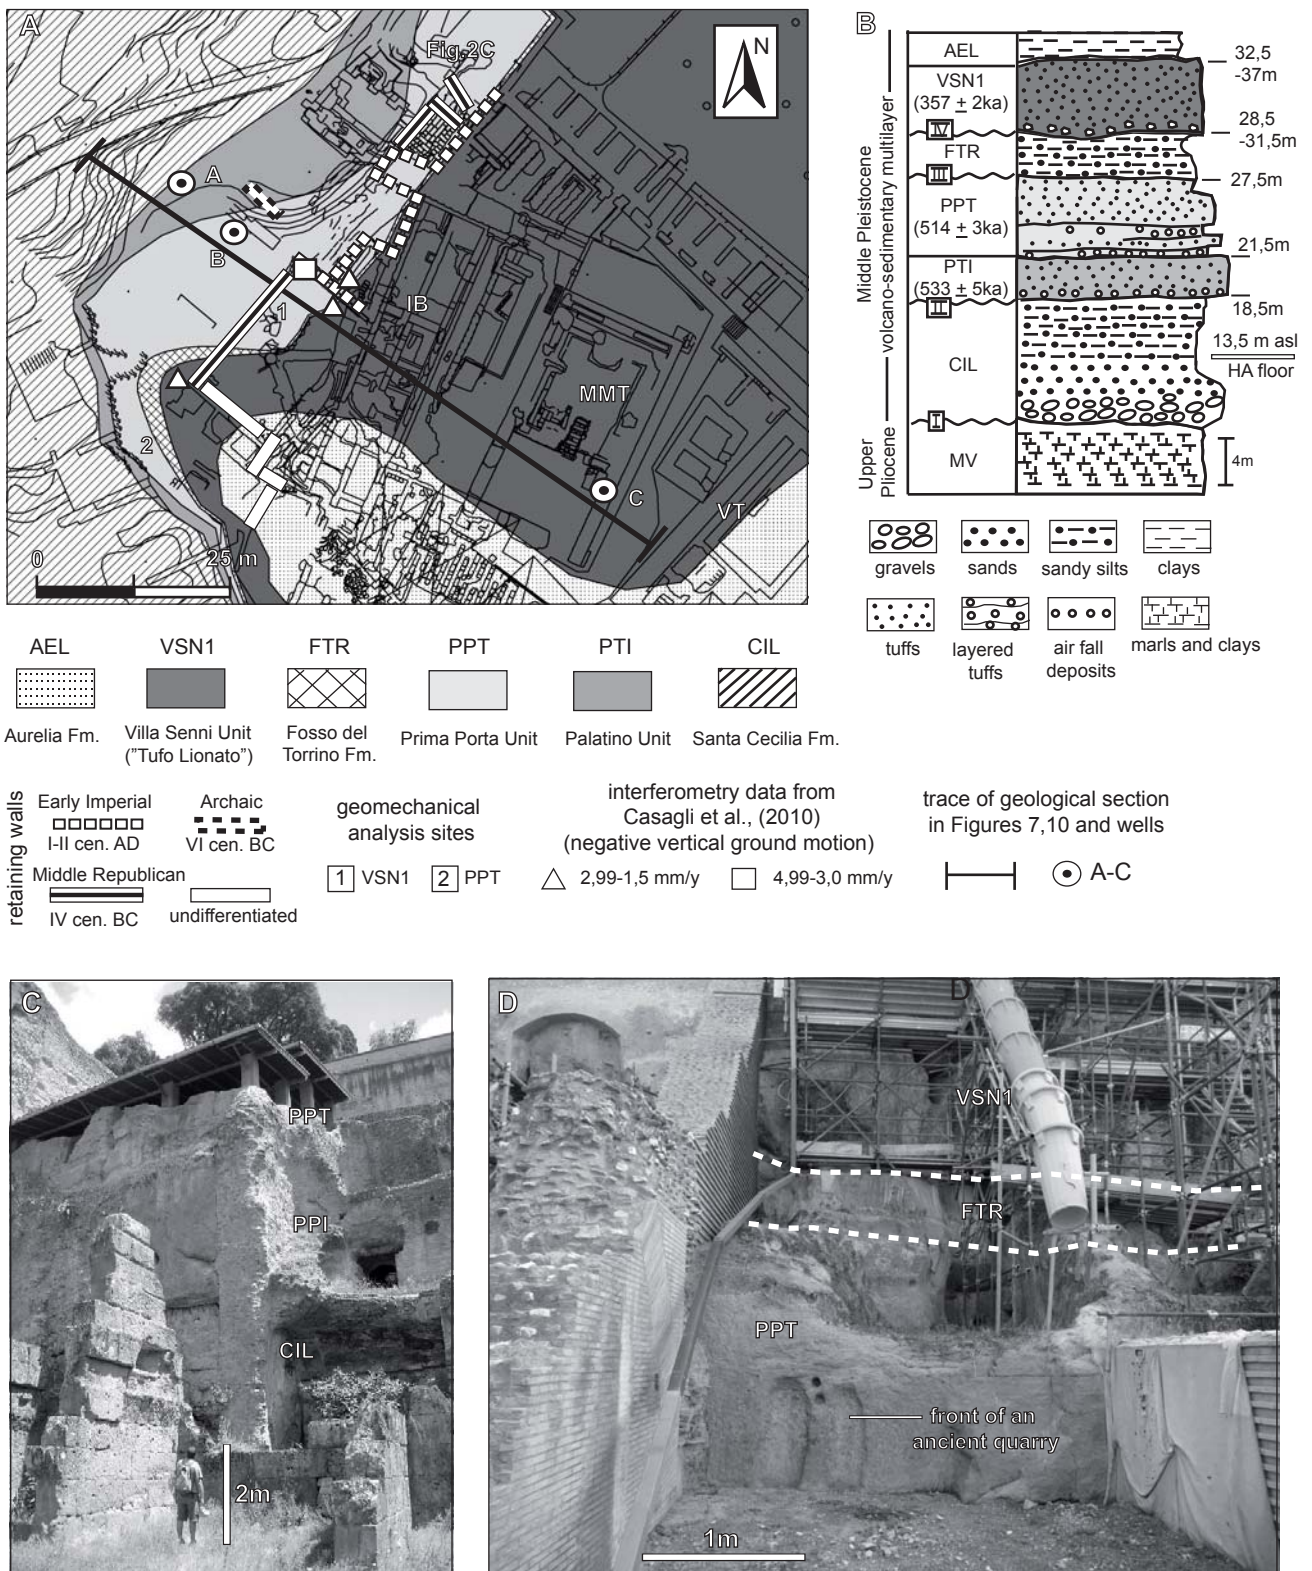 A
Fig.2C
N
A
B
1
IB
MMT
2
C
VT
0
25 m
B
Middle Pleistocene
volcano-sedimentary multilayer
Upper
Pliocene
AEL
32,5
-37m
VSN1
(357 ± 2ka)
28,5
-31,5m
IV
FTR
III
27,5m
PPT
(514 ± 3ka)
21,5m
PTI
(533 ± 5ka)
II
18,5m
CIL
13,5 m asl
HA floor
I
MV
4m
gravels
sands
sandy silts
clays
tuffs
layered
tuffs
air fall
deposits
marls and clays
AEL
VSN1
FTR
PPT
PTI
CIL
Aurelia Fm.
Villa Senni Unit
("Tufo Lionato")
Fosso del
Torrino Fm.
Prima Porta Unit
Palatino Unit
Santa Cecilia Fm.
retaining walls
Early Imperial
I-II cen. AD
Archaic
VI cen. BC
Middle Republican
IV cen. BC
undifferentiated
geomechanical
analysis sites
1 VSN1
2 PPT
interferometry data from
Casagli et al., (2010)
(negative vertical ground motion)
2,99-1,5 mm/y
4,99-3,0 mm/y
trace of geological section
in Figures 7,10 and wells
A-C
C
PPT
PPI
CIL
2m
D
D
VSN1
FTR
PPT
front of an
ancient quarry
1m